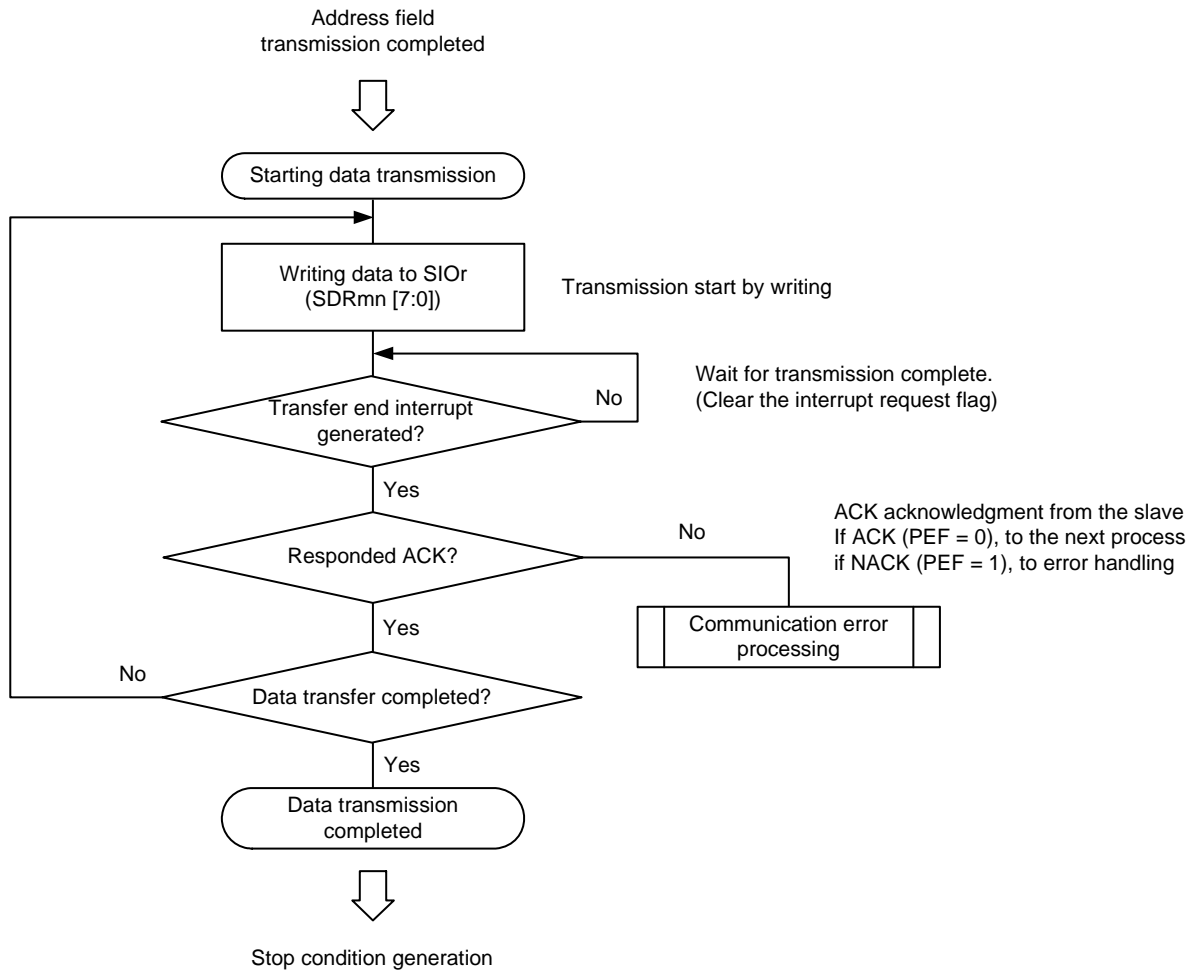 Address field
transmission completed
Starting data transmission
Writing data to SIOr
(SDRmn [7:0])
Transmission start by writing
Wait for transmission complete.
(Clear the interrupt request flag)
Transfer end interrupt
generated?
No
Yes
ACK acknowledgment from the slave
If ACK (PEF = 0), to the next process
if NACK (PEF = 1), to error handling
Responded ACK?
No
Yes
Communication error
processing
No
Data transfer completed?
Yes
Data transmission
completed
Stop condition generation